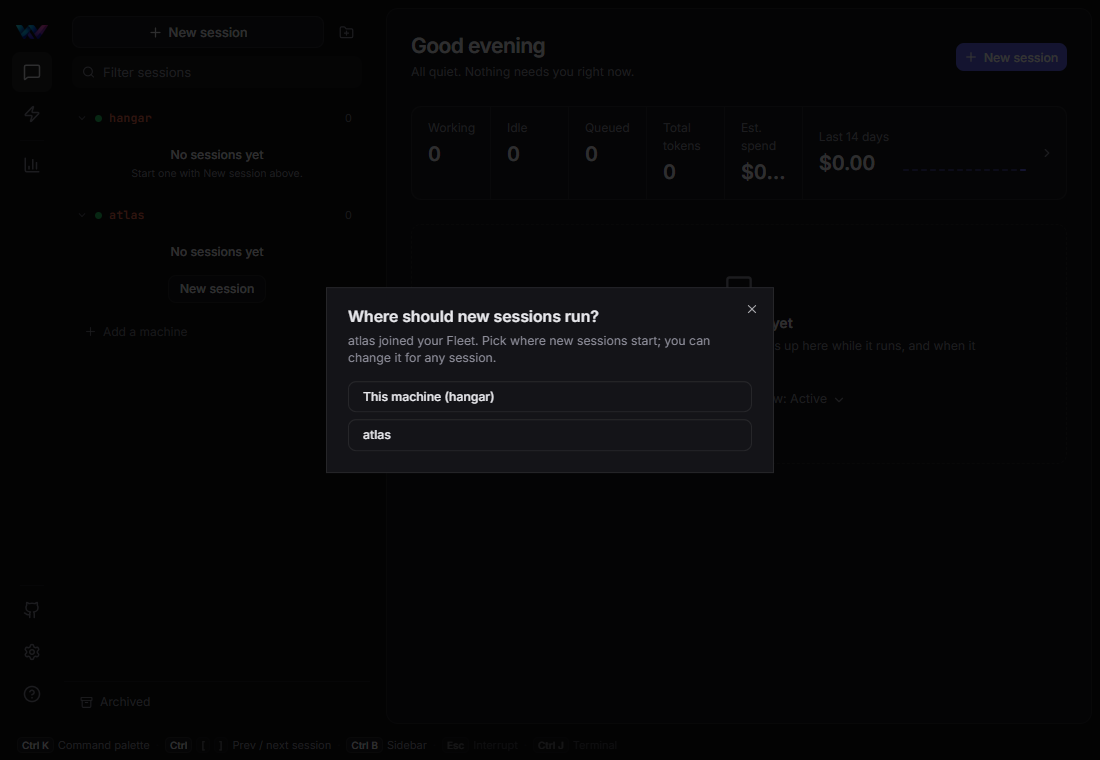 New session
Filter sessions
hangar 0
No sessions yet
Start one with New session above.
atlas 0
No sessions yet
New session
Add a machine
Archived
Good evening
All quiet. Nothing needs you right now.
New session
Working
0
Idle
0
Queued
0
Total
tokens
0
Est.
spend
$0...
Last 14 days
$0.00
yet
s up here while it runs, and when it
w: Active
Where should new sessions run?
atlas joined your Fleet. Pick where new sessions start; you can
change it for any session.
This machine (hangar)
atlas
Ctrl K Command palette Ctrl [ ] Prev / next session Ctrl B Sidebar Esc Interrupt Ctrl J Terminal